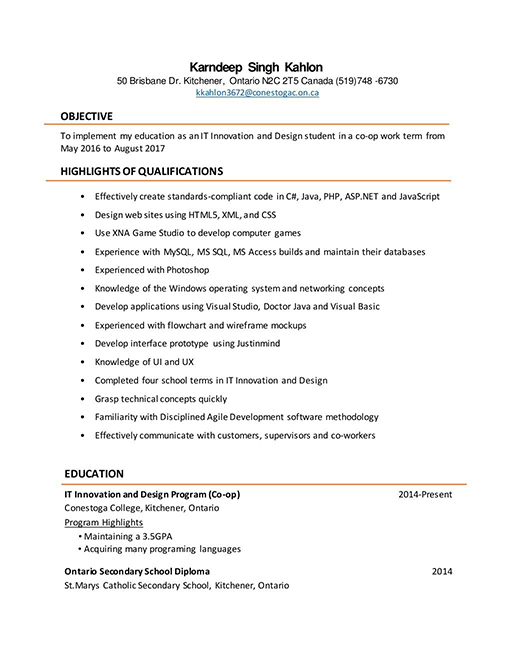 Karndeep Singh Kahlon
50 Brisbane Dr. Kitchener, Ontario N2C 2T5 Canada (519)748 -6730
kkahlon3672@conestogac.on.ca
OBJECTIVE
To implement my education as an IT Innovation and Design student in a co-op work term from
May 2016 to August 2017
HIGHLIGHTS OF QUALIFICATIONS
• Effectively create standards-compliant code in C#, Java, PHP, ASP.NET and JavaScript
• Design web sites using HTML5, XML, and CSS
• Use XNA Game Studio to develop computer games
• Experience with MySQL, MS SQL, MS Access builds and maintain their databases
• Experienced with Photoshop
• Knowledge of the Windows operating system and networking concepts
• Develop applications using Visual Studio, Doctor Java and Visual Basic
• Experienced with flowchart and wireframe mockups
• Develop interface prototype using Justinmind
• Knowledge of UI and UX
• Completed four school terms in IT Innovation and Design
• Grasp technical concepts quickly
• Familiarity with Disciplined Agile Development software methodology
• Effectively communicate with customers, supervisors and co-workers
EDUCATION
IT Innovation and Design Program (Co-op) 2014-Present
Conestoga College, Kitchener, Ontario
Program Highlights
• Maintaining a 3.5GPA
• Acquiring many programing languages
Ontario Secondary School Diploma 2014
St.Marys Catholic Secondary School, Kitchener, Ontario